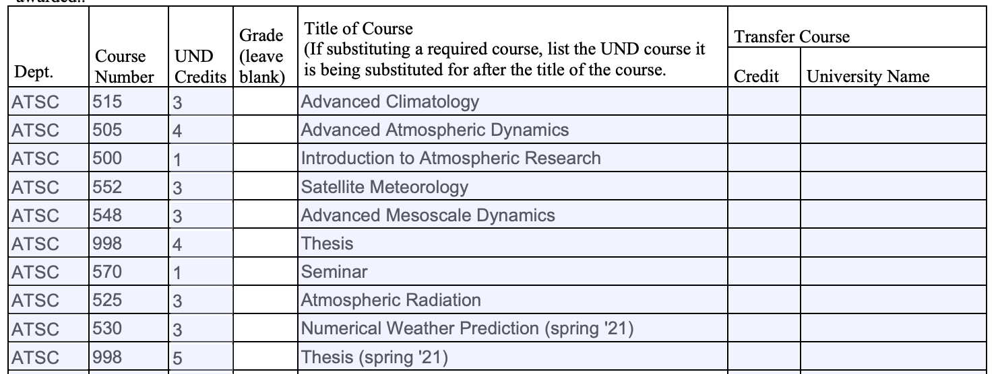 Dept.
Course
Number
UND
Credits
Grade
(leave
blank)
Title of Course
(If substituting a required course, list the UND course it
is being substituted for after the title of the course.
Transfer Course
Credit
University Name
ATSC 515 3 Advanced Climatology
ATSC 505 4 Advanced Atmospheric Dynamics
ATSC 500 1 Introduction to Atmospheric Research
ATSC 552 3 Satellite Meteorology
ATSC 548 3 Advanced Mesoscale Dynamics
ATSC 998 4 Thesis
ATSC 570 1 Seminar
ATSC 525 3 Atmospheric Radiation
ATSC 530 3 Numerical Weather Prediction (spring '21)
ATSC 998 5 Thesis (spring '21)